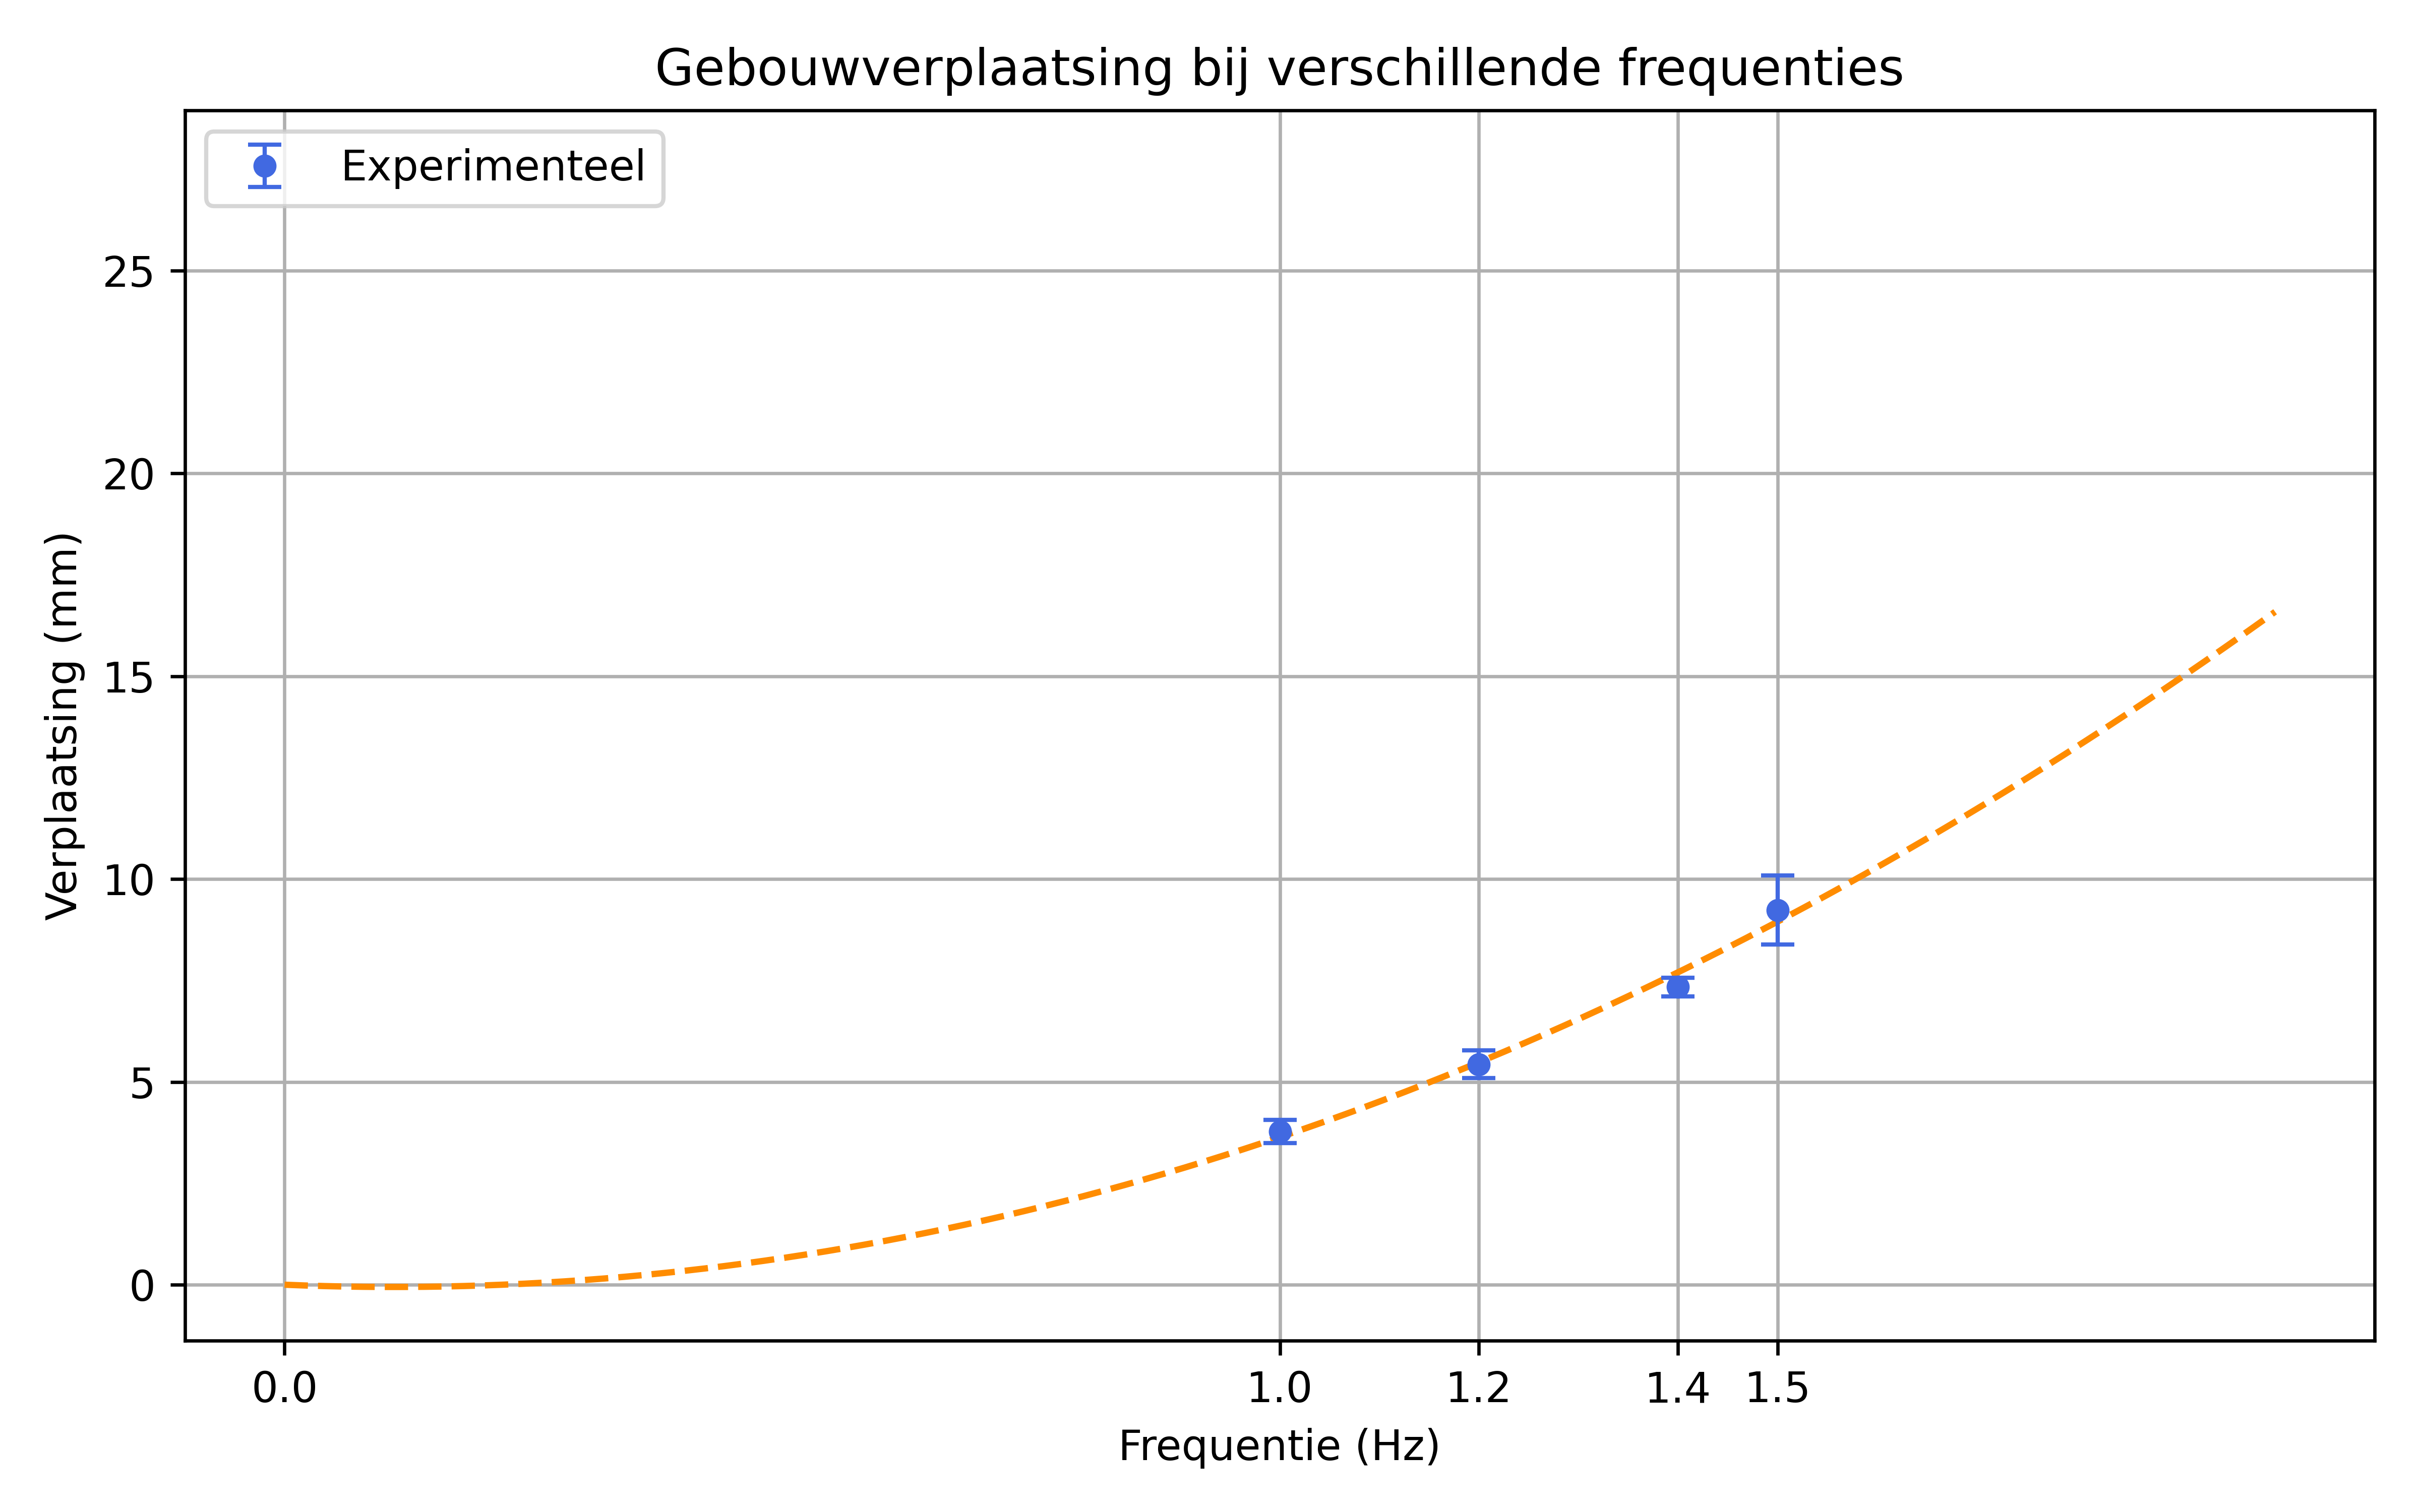 Gebouwverplaatsing bij verschillende frequenties
Experimenteel
25
20
15
10
5
0
Verplaatsing (mm)
0.0 1.0 1.2 1.4 1.5
Frequentie (Hz)